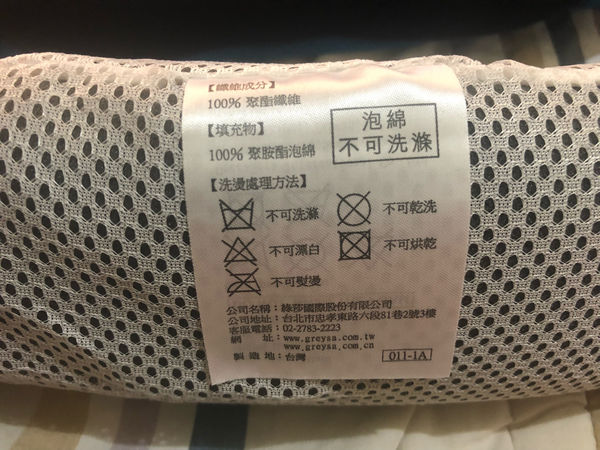 【纖維成分】
100% 聚酯纖維
【填充物】
100% 聚胺酯泡綿
泡綿
不可洗滌
【洗燙處理方法】
不可洗滌
不可乾洗
不可漂白
不可烘乾
不可熨燙
公司名稱：綠莎國際股份有限公司
公司地址：台北市忠孝東路六段81巷2號3樓
客服電話：02-2783-2223
網　　址：www.greysa.com.tw
www.greysa.com.cn
製 造 地：台灣
011-1A